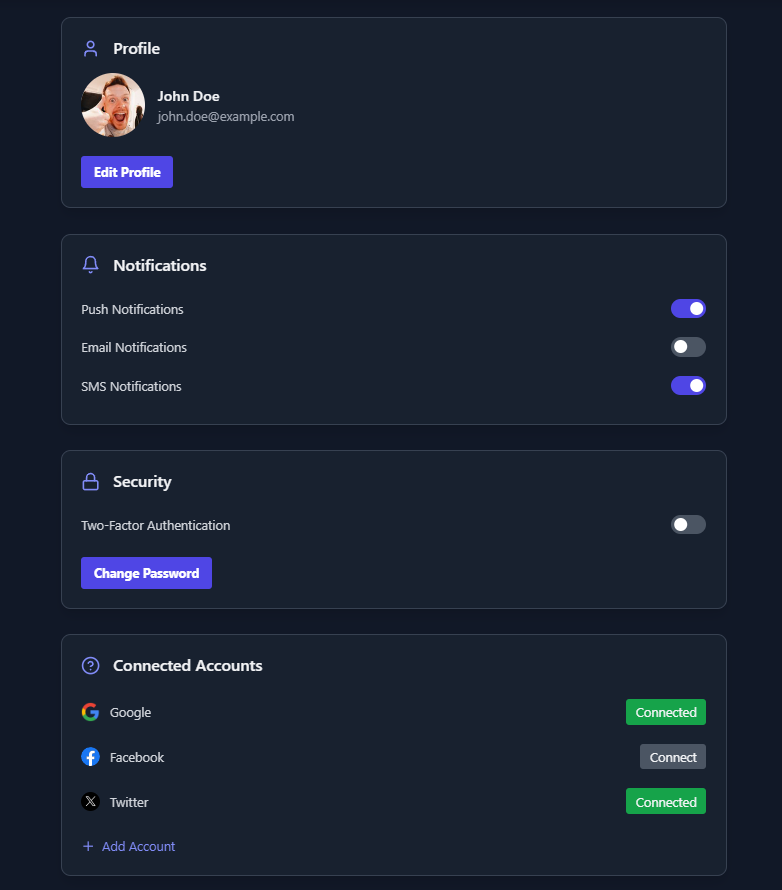 Profile
John Doe
john.doe@example.com
Edit Profile
Notifications
Push Notifications
Email Notifications
SMS Notifications
Security
Two-Factor Authentication
Change Password
Connected Accounts
Google Connected
Facebook Connect
Twitter Connected
+ Add Account